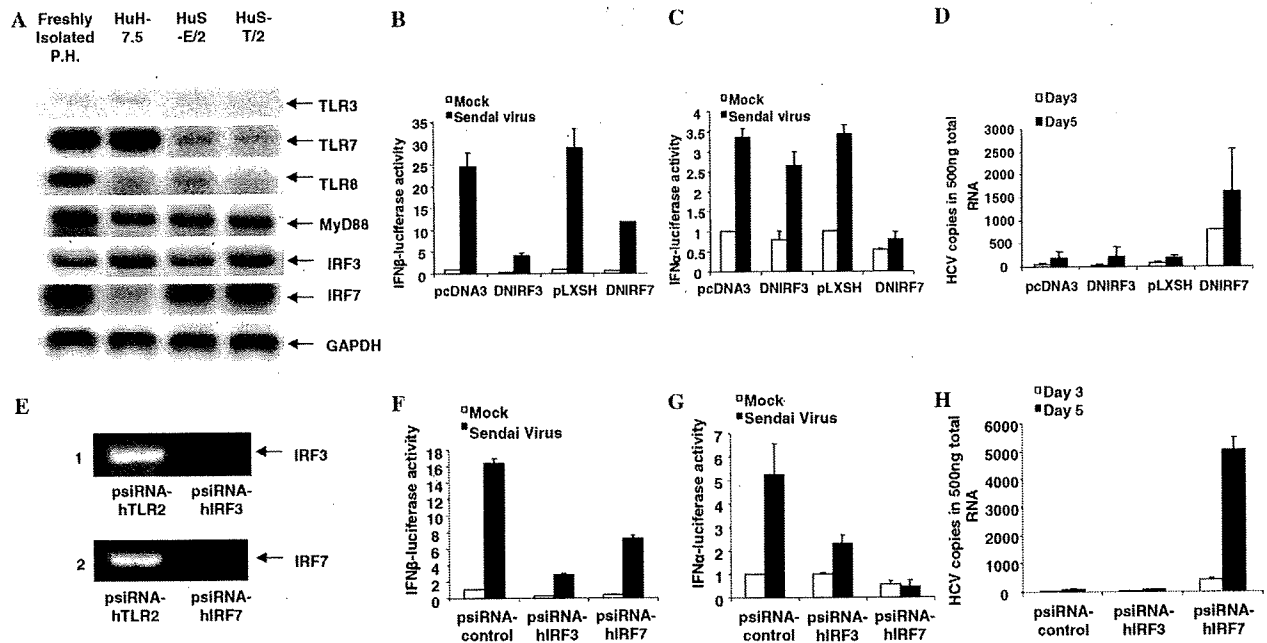 A
Freshly Isolated P.H.
HuH-7.5
HuS-E/2
HuS-T/2
TLR3
TLR7
TLR8
MyD88
IRF3
IRF7
GAPDH
B
Mock
Sendai virus
IFNβ-luciferase activity
35
30
25
20
15
10
5
0
pcDNA3 DNIRF3 pLXSH DNIRF7
C
Mock
Sendai virus
IFNα-luciferase activity
4
3.5
3
2.5
2
1.5
1
0.5
0
pcDNA3 DNIRF3 pLXSH DNIRF7
D
Day3
Day5
HCV copies in 500ng total RNA
3000
2500
2000
1500
1000
500
0
pcDNA3 DNIRF3 pLXSH DNIRF7
E
1
IRF3
psiRNA-hTLR2
psiRNA-hIRF3
2
IRF7
psiRNA-hTLR2
psiRNA-hIRF7
F
Mock
Sendai Virus
IFNβ-luciferase activity
18
16
14
12
10
8
6
4
2
0
psiRNA-control
psiRNA-hIRF3
psiRNA-hIRF7
G
Mock
Sendai Virus
IFNα-luciferase activity
7
6
5
4
3
2
1
0
psiRNA-control
psiRNA-hIRF3
psiRNA-hIRF7
H
Day 3
Day 5
HCV copies in 500ng total RNA
6000
5000
4000
3000
2000
1000
0
psiRNA-control
psiRNA-hIRF3
psiRNA-hIRF7